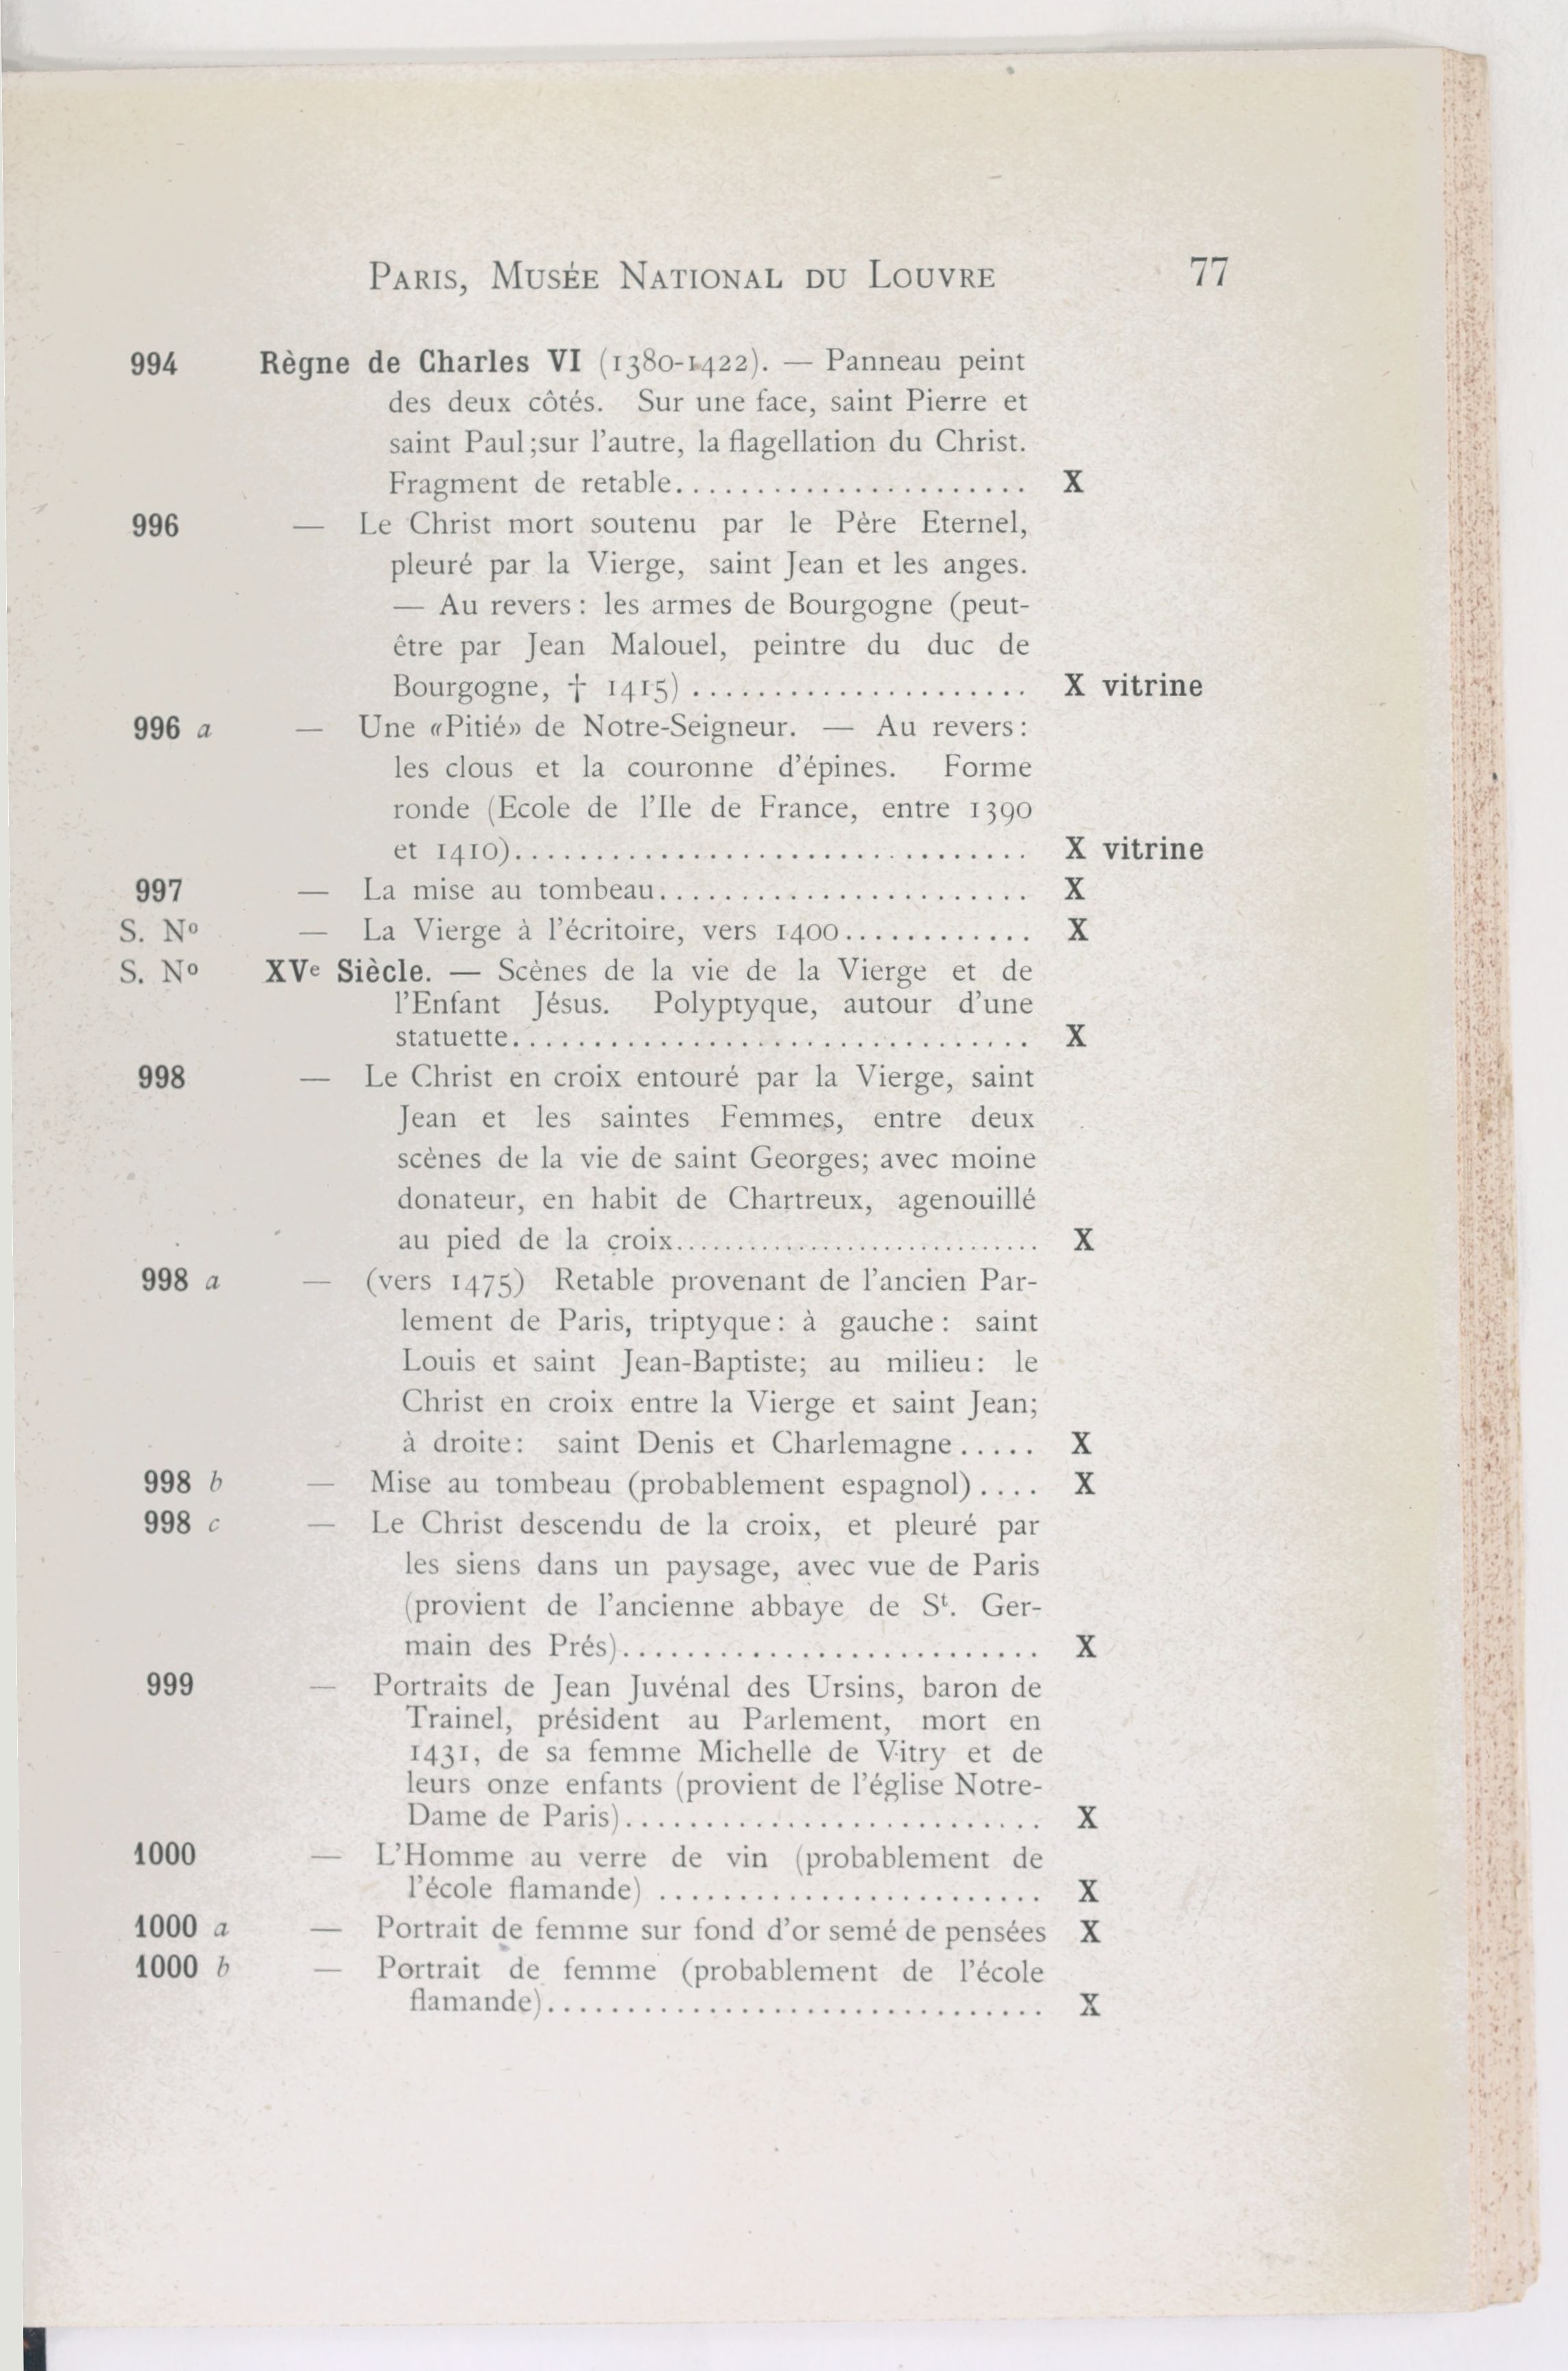 PARIS, MUSÉE NATIONAL DU LOUVRE 77
994 Règne de Charles VI (1380-1422). — Panneau peint
des deux côtés. Sur une face, saint Pierre et
saint Paul ;sur l’autre, la flagellation du Christ.
Fragment de retable...................... X
996 — Le Christ mort soutenu par le Père Eternel,
pleuré par la Vierge, saint Jean et les anges.
— Au revers : les armes de Bourgogne (peut-
être par Jean Malouel, peintre du duc de
Bourgogne, † 1415) ..................... X vitrine
996 a — Une «Pitié» de Notre-Seigneur. — Au revers :
les clous et la couronne d’épines. Forme
ronde (Ecole de l’Ile de France, entre 1390
et 1410)................................ X vitrine
997 — La mise au tombeau....................... X
S. Nº — La Vierge à l’écritoire, vers 1400............ X
S. Nº XVe Siècle. — Scènes de la vie de la Vierge et de
l’Enfant Jésus. Polyptyque, autour d’une
statuette................................. X
998 — Le Christ en croix entouré par la Vierge, saint
Jean et les saintes Femmes, entre deux
scènes de la vie de saint Georges; avec moine
donateur, en habit de Chartreux, agenouillé
au pied de la croix.............................. X
998 a — (vers 1475) Retable provenant de l’ancien Par-
lement de Paris, triptyque : à gauche : saint
Louis et saint Jean-Baptiste; au milieu : le
Christ en croix entre la Vierge et saint Jean;
à droite : saint Denis et Charlemagne ..... X
998 b — Mise au tombeau (probablement espagnol) .... X
998 c — Le Christ descendu de la croix, et pleuré par
les siens dans un paysage, avec vue de Paris
(provient de l’ancienne abbaye de St. Ger-
main des Prés).......................... X
999 — Portraits de Jean Juvénal des Ursins, baron de
Trainel, président au Parlement, mort en
1431, de sa femme Michelle de Vitry et de
leurs onze enfants (provient de l’église Notre-
Dame de Paris).......................... X
1000 — L’Homme au verre de vin (probablement de
l’école flamande) ........................ X
1000 a — Portrait de femme sur fond d’or semé de pensées X
1000 b — Portrait de femme (probablement de l’école
flamande)............................... X